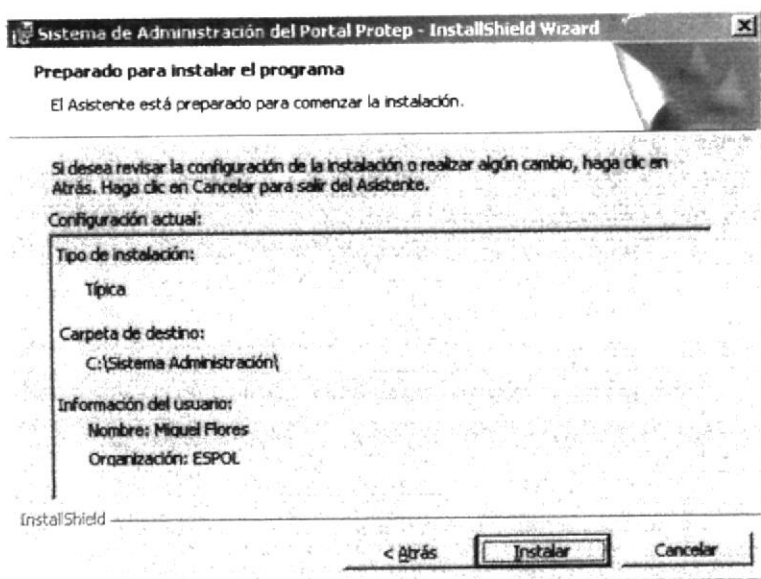 Sistema de Administración del Portal Protep - InstallShield Wizard
Preparado para instalar el programa
El Asistente está preparado para comenzar la instalación.
Si desea revisar la configuración de la instalación o realizar algún cambio, haga clic en
Atrás. Haga clic en Cancelar para salir del Asistente.
Configuración actual:
Tipo de instalación:
Típica
Carpeta de destino:
C:\Sistema Administración\
Información del usuario:
Nombre: Miguel Flores
Organización: ESPOL
InstallShield
< Atrás
Instalar
Cancelar